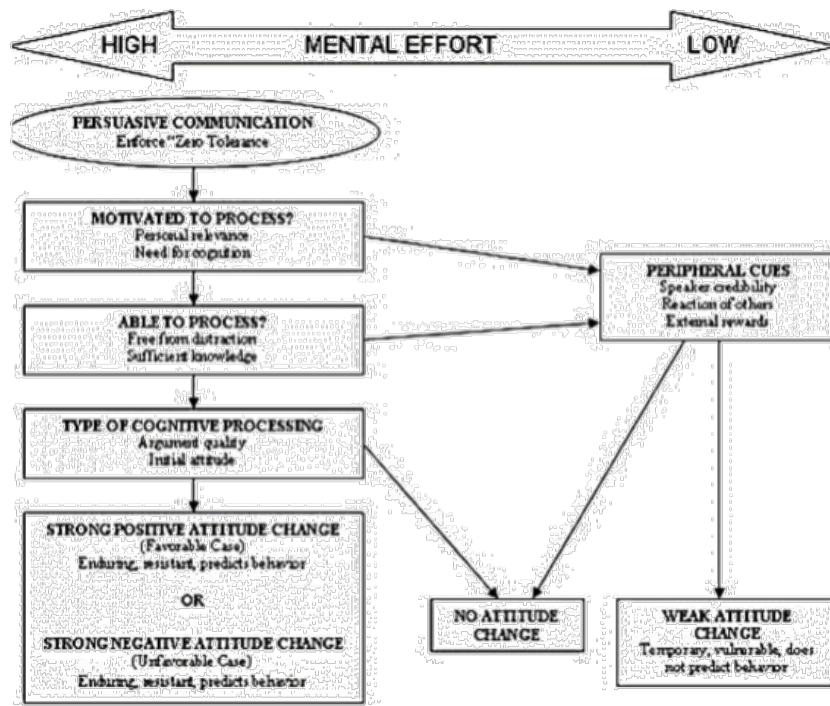 HIGH MENTAL EFFORT LOW
PERSUASIVE COMMUNICATION
Enforce "Zero Tolerance
MOTIVATED TO PROCESS?
Personal relevance
Need for cognition
PERIPHERAL CUES
Speaker credibility
Reaction of others
External rewards
ABLE TO PROCESS?
Free from distraction
Sufficient knowledge
TYPE OF COGNITIVE PROCESSING
Argument quality
Initial attitude
STRONG POSITIVE ATTITUDE CHANGE
(Favorable Case)
Enduring, resistant, predicts behavior
OR
STRONG NEGATIVE ATTITUDE CHANGE
(Unfavorable Case)
Enduring, resistant, predicts behavior
NO ATTITUDE
CHANGE
WEAK ATTITUDE
CHANGE
Temporary, vulnerable, does
not predict behavior